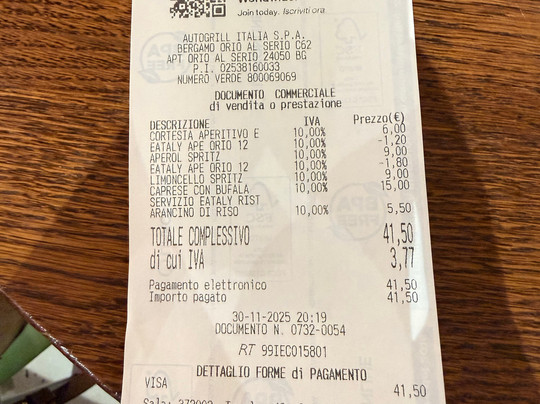 Join today. Iscriviti ora
AUTOGRILL ITALIA S.P.A.
BERGAMO ORIO AL SERIO C62
APT ORIO AL SERIO 24050 BG
P.I. 02538160033
NUMERO VERDE 800069069
DOCUMENTO COMMERCIALE
di vendita o prestazione
DESCRIZIONE IVA Prezzo(€)
CORTESIA APERITIVO E 10,00% 6,00
EATALY APE ORIO 12 10,00% -1,20
APEROL SPRITZ 10,00% 9,00
EATALY APE ORIO 12 10,00% -1,80
LIMONCELLO SPRITZ 10,00% 9,00
CAPRESE CON BUFALA 10,00% 15,00
SERVIZIO EATALY RIST
ARANCINO DI RISO 10,00% 5,50
TOTALE COMPLESSIVO 41,50
di cui IVA 3,77
Pagamento elettronico 41,50
Importo pagato 41,50
30-11-2025 20:19
DOCUMENTO N. 0732-0054
RT 99IEC015801
DETTAGLIO FORME di PAGAMENTO
VISA 41,50